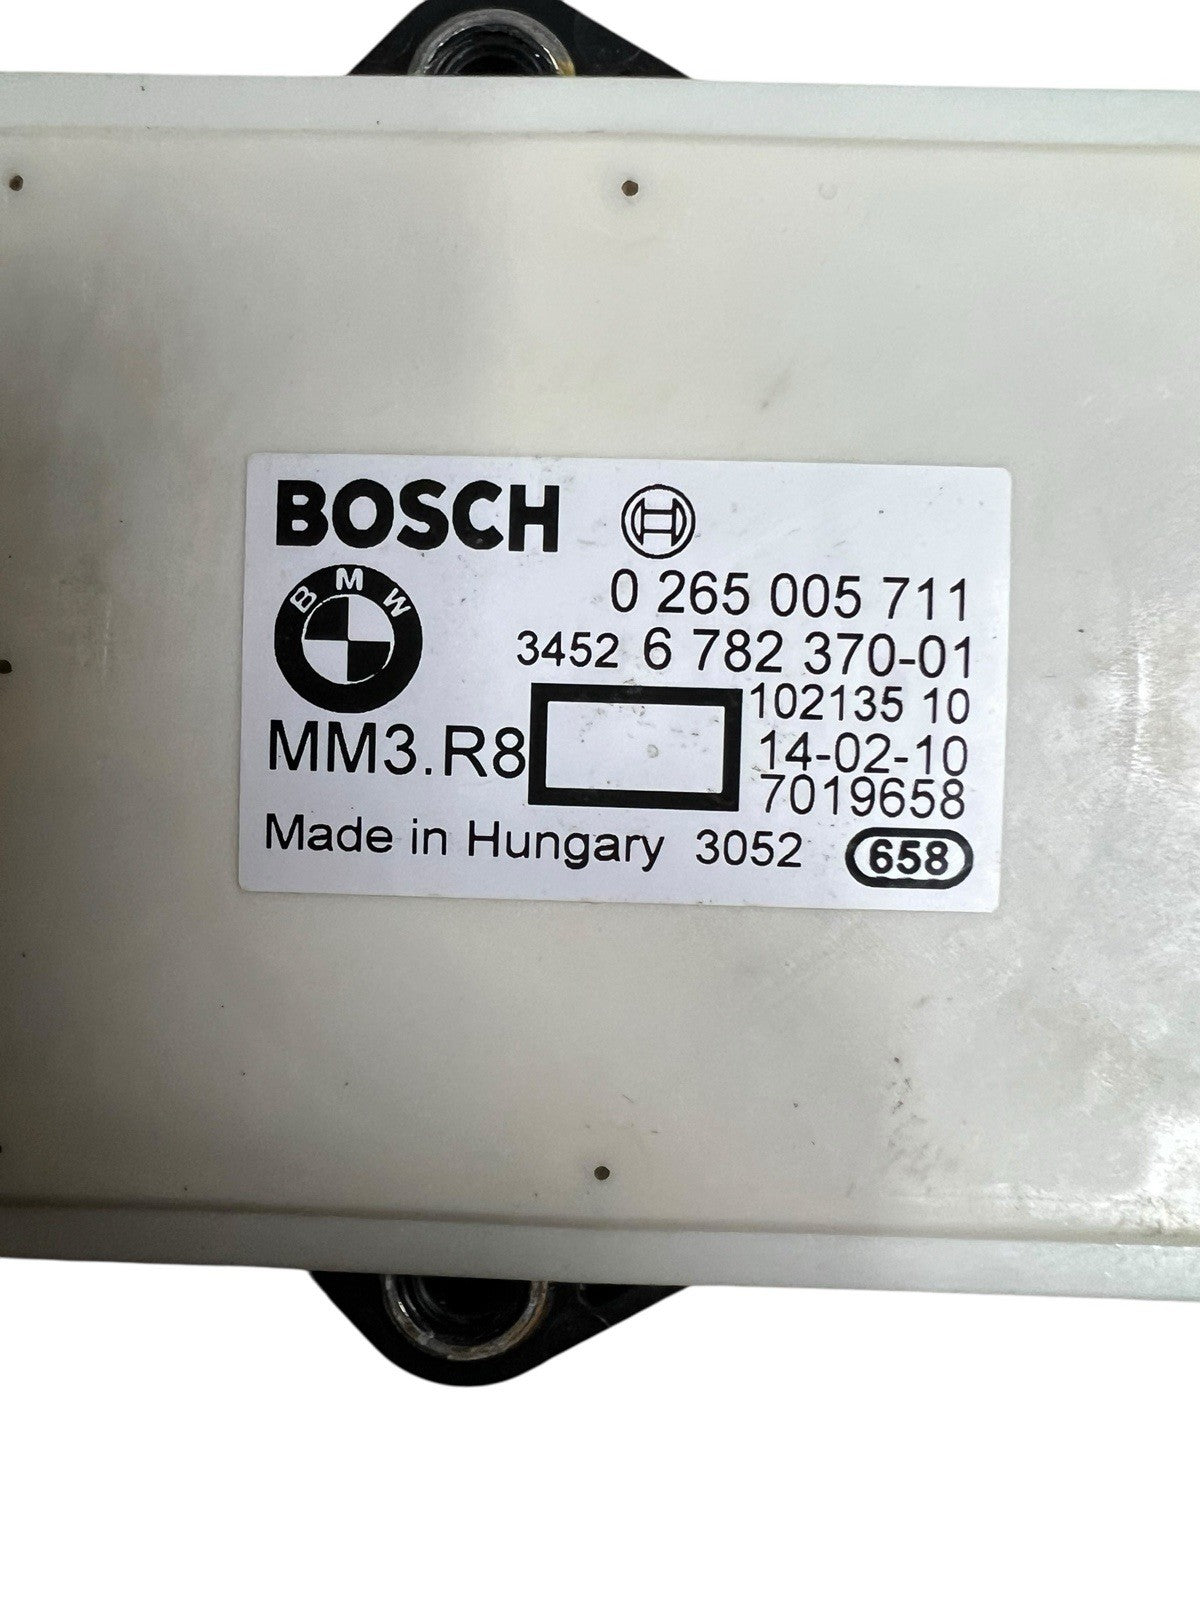 BOSCH
BMW
0 265 005 711
3452 6 782 370-01
102135 10
MM3.R8
14-02-10
7019658
Made in Hungary 3052 658